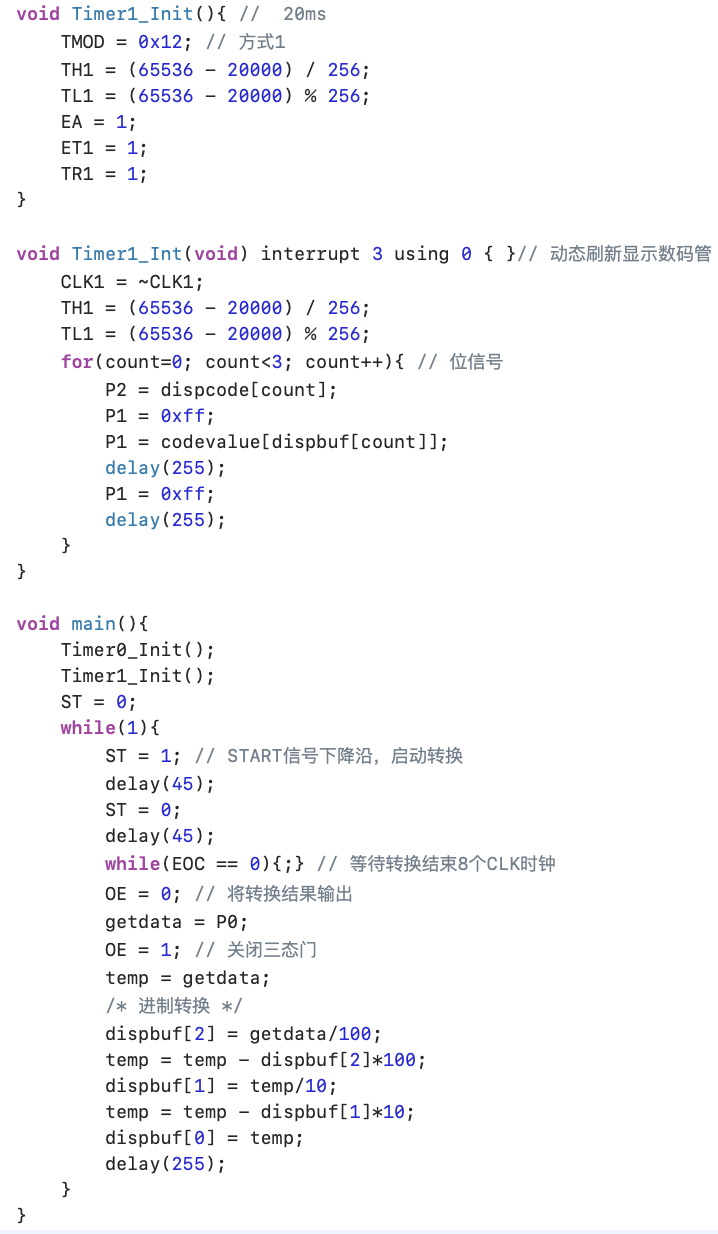 void Timer1_Init(){ //  20ms
    TMOD = 0x12; // 方式1
    TH1 = (65536 - 20000) / 256;
    TL1 = (65536 - 20000) % 256;
    EA = 1;
    ET1 = 1;
    TR1 = 1;
}

void Timer1_Int(void) interrupt 3 using 0 { }// 动态刷新显示数码管
    CLK1 = ~CLK1;
    TH1 = (65536 - 20000) / 256;
    TL1 = (65536 - 20000) % 256;
    for(count=0; count<3; count++){ // 位信号
        P2 = dispcode[count];
        P1 = 0xff;
        P1 = codevalue[dispbuf[count]];
        delay(255);
        P1 = 0xff;
        delay(255);
    }
}

void main(){
    Timer0_Init();
    Timer1_Init();
    ST = 0;
    while(1){
        ST = 1; // START信号下降沿，启动转换
        delay(45);
        ST = 0;
        delay(45);
        while(EOC == 0){;} // 等待转换结束8个CLK时钟
        OE = 0; // 将转换结果输出
        getdata = P0;
        OE = 1; // 关闭三态门
        temp = getdata;
        /* 进制转换 */
        dispbuf[2] = getdata/100;
        temp = temp - dispbuf[2]*100;
        dispbuf[1] = temp/10;
        temp = temp - dispbuf[1]*10;
        dispbuf[0] = temp;
        delay(255);
    }
}